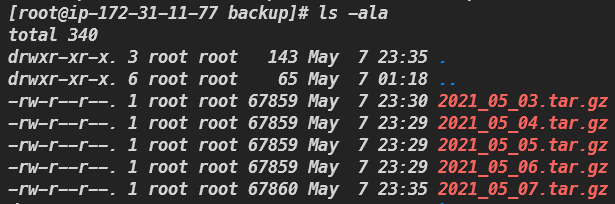 [root@ip-172-31-11-77 backup]# ls -ala
total 340
drwxr-xr-x. 3 root root   143 May  7 23:35 .
drwxr-xr-x. 6 root root    65 May  7 01:18 ..
-rw-r--r--. 1 root root 67859 May  7 23:30 2021_05_03.tar.gz
-rw-r--r--. 1 root root 67859 May  7 23:29 2021_05_04.tar.gz
-rw-r--r--. 1 root root 67859 May  7 23:29 2021_05_05.tar.gz
-rw-r--r--. 1 root root 67859 May  7 23:29 2021_05_06.tar.gz
-rw-r--r--. 1 root root 67860 May  7 23:35 2021_05_07.tar.gz